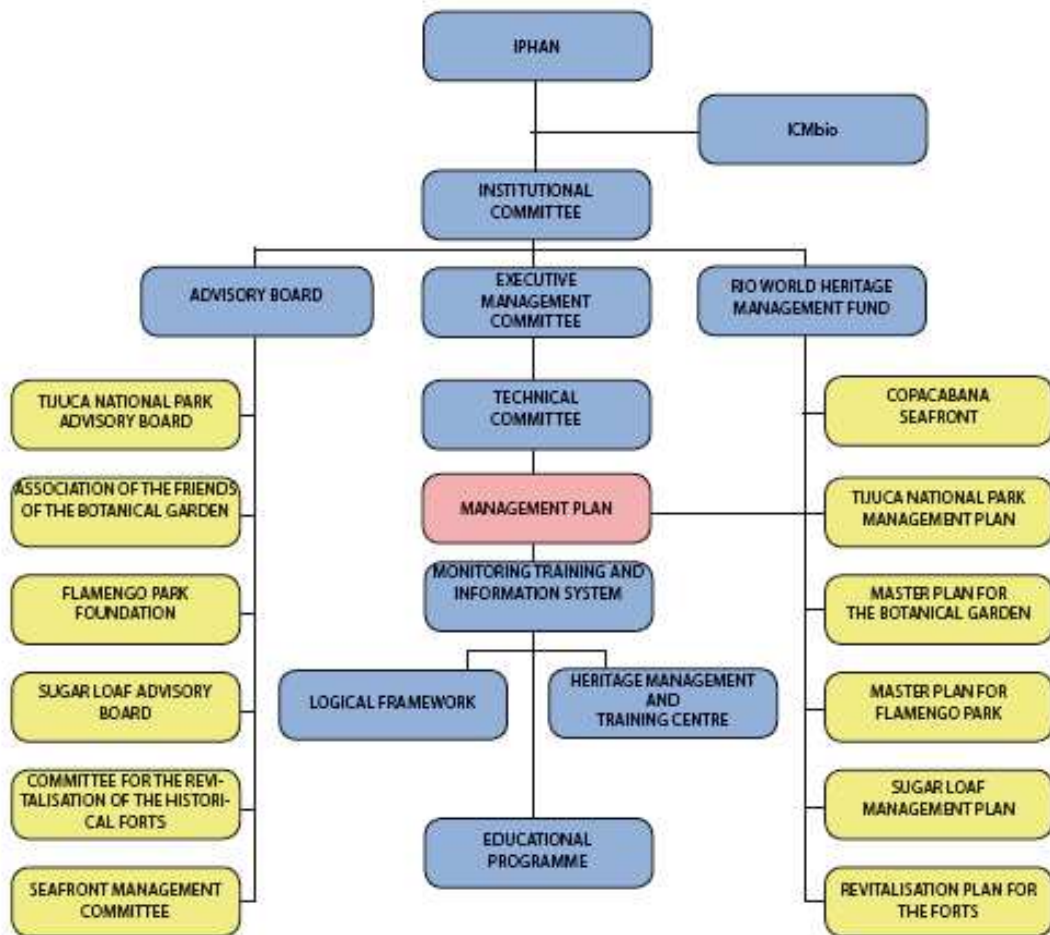 IPHAN
ICMbio
INSTITUTIONAL
COMMITTEE
ADVISORY BOARD
EXECUTIVE
MANAGEMENT
COMMITTEE
RIO WORLD HERITAGE
MANAGEMENT FUND
TIJUCA NATIONAL PARK
ADVISORY BOARD
TECHNICAL
COMMITTEE
COPACABANA
SEAFRONT
ASSOCIATION OF THE FRIENDS
OF THE BOTANICAL GARDEN
MANAGEMENT PLAN
TIJUCA NATIONAL PARK
MANAGEMENT PLAN
FLAMENGO PARK
FOUNDATION
MONITORING TRAINING AND
INFORMATION SYSTEM
MASTER PLAN FOR
THE BOTANICAL GARDEN
SUGAR LOAF ADVISORY
BOARD
LOGICAL FRAMEWORK
HERITAGE MANAGEMENT
AND
TRAINING CENTRE
MASTER PLAN FOR
FLAMENGO PARK
COMMITTEE FOR THE REVI-
TALISATION OF THE HISTORI-
CAL FORTS
SUGAR LOAF
MANAGEMENT PLAN
EDUCATIONAL
PROGRAMME
SEAFRONT MANAGEMENT
COMMITTEE
REVITALISATION PLAN FOR
THE FORTS